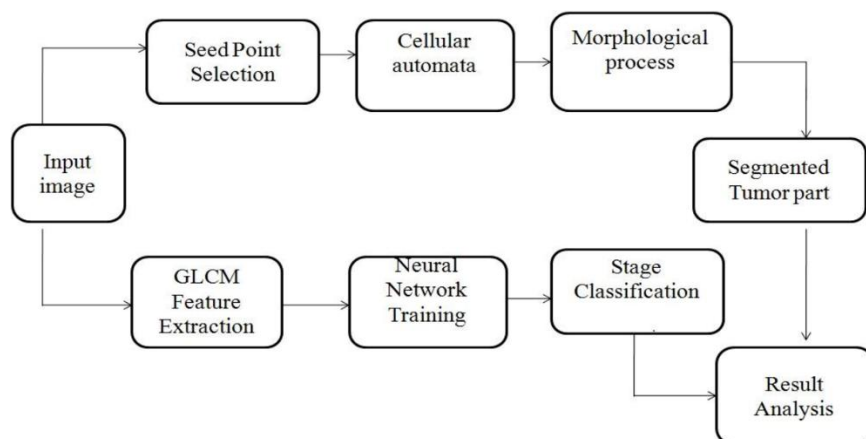 Seed Point
Selection
Cellular
automata
Morphological
process
Input
image
Segmented
Tumor part
GLCM
Feature
Extraction
Neural
Network
Training
Stage
Classification
Result
Analysis